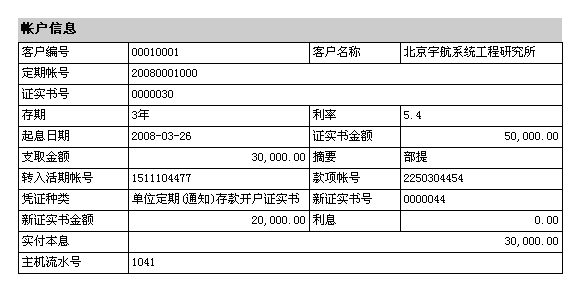 帐户信息
客户编号 00010001 客户名称 北京宇航系统工程研究所
定期帐号 20080001000
证实书号 0000030
存期 3年 利率 5.4
起息日期 2008-03-26 证实书金额 50,000.00
支取金额 30,000.00 摘要 部提
转入活期帐号 1511104477 款项帐号 2250304454
凭证种类 单位定期(通知)存款开户证实书 新证实书号 0000044
新证实书金额 20,000.00 利息 0.00
实付本息 30,000.00
主机流水号 1041